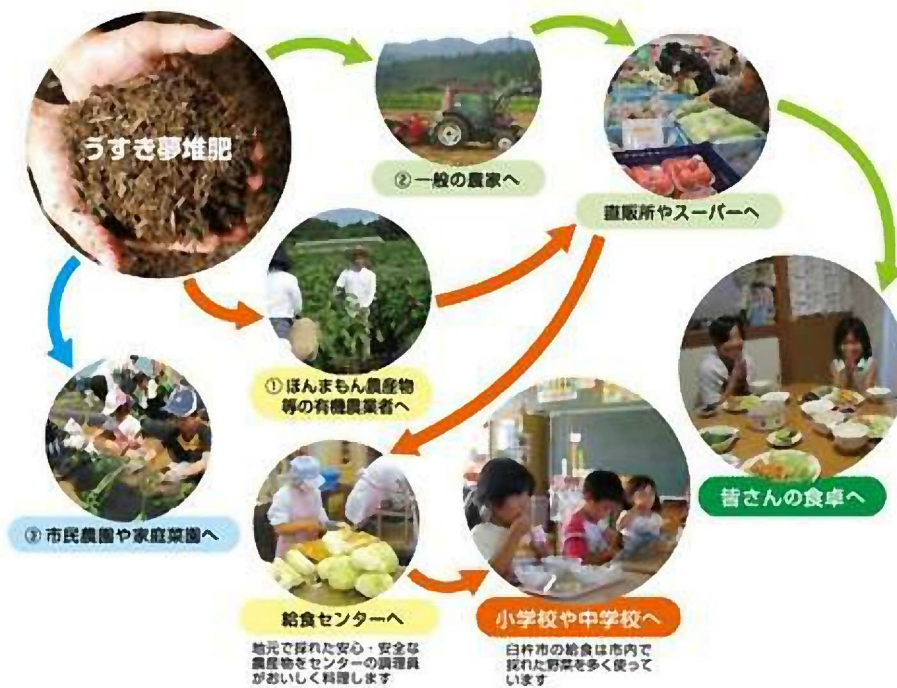 うすき夢堆肥
② 一般の農家へ
直販所やスーパーへ
① ほんまもん農産物
等の有機農業者へ
皆さんの食卓へ
③ 市民農園や家庭菜園へ
給食センターへ
地元で採れた安心・安全な
農産物をセンターの調理員
がおいしく料理します
小学校や中学校へ
臼杵市の給食は市内で
採れた野菜を多く使って
います